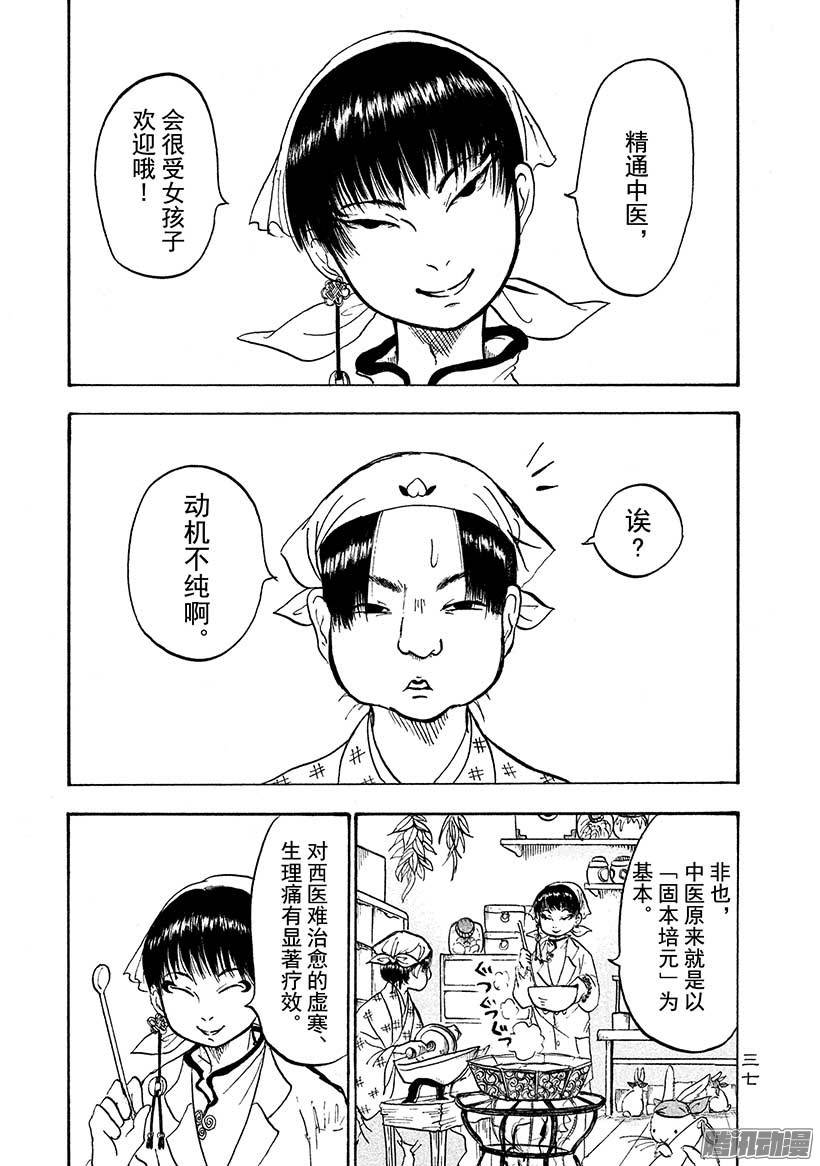 精通中医，
会很受女孩子
欢迎哦！
诶？
动机不纯啊。
非也，
中医原来就是以
「固本培元」为
基本。
ぐつ
ぐつ
对西医难治愈的虚寒、
生理痛有显著疗效。
三七
腾讯动漫